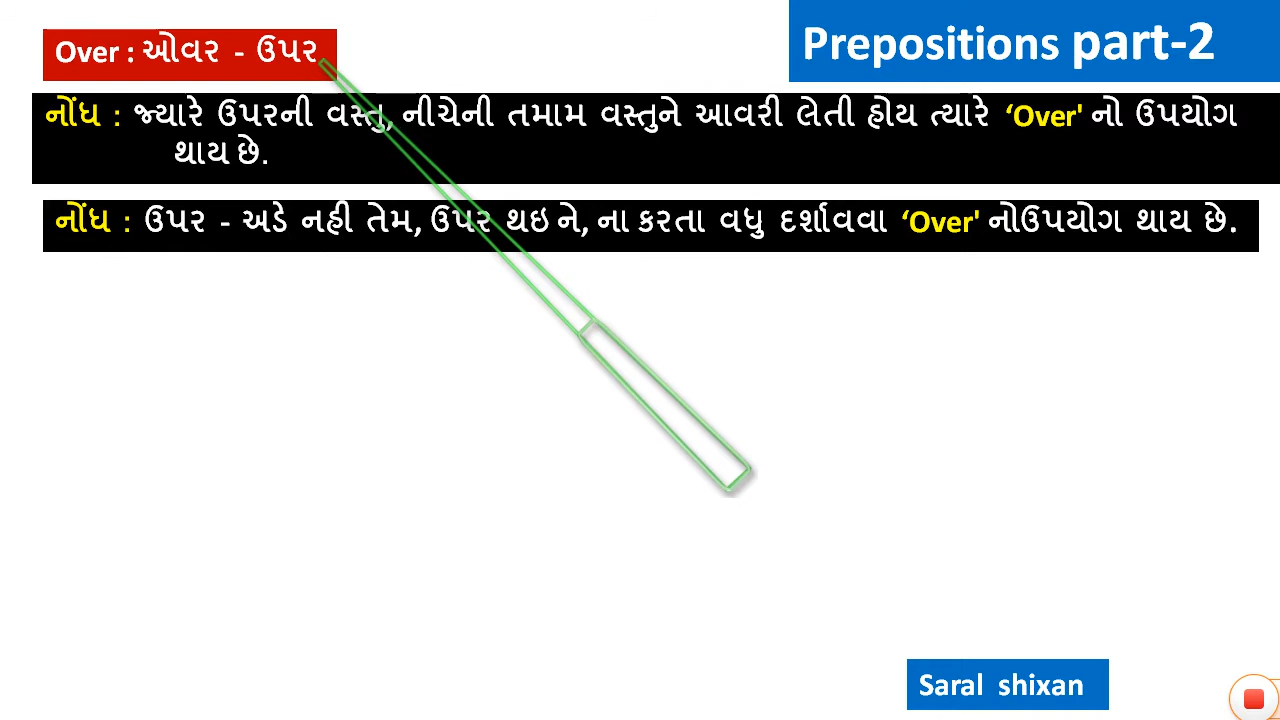 Over : ઓવર - ઉપર
Prepositions part-2
નોંધ : જ્યારે ઉપરની વસ્તુ, નીચેની તમામ વસ્તુને આવરી લેતી હોય ત્યારે ‘Over' નો ઉપયોગ
થાય છે.
નોંધ : ઉપર - અડે નહી તેમ, ઉપર થઇ ને, ના કરતા વધુ દર્શાવવા ‘Over' નોઉપયોગ થાય છે.
Saral shixan